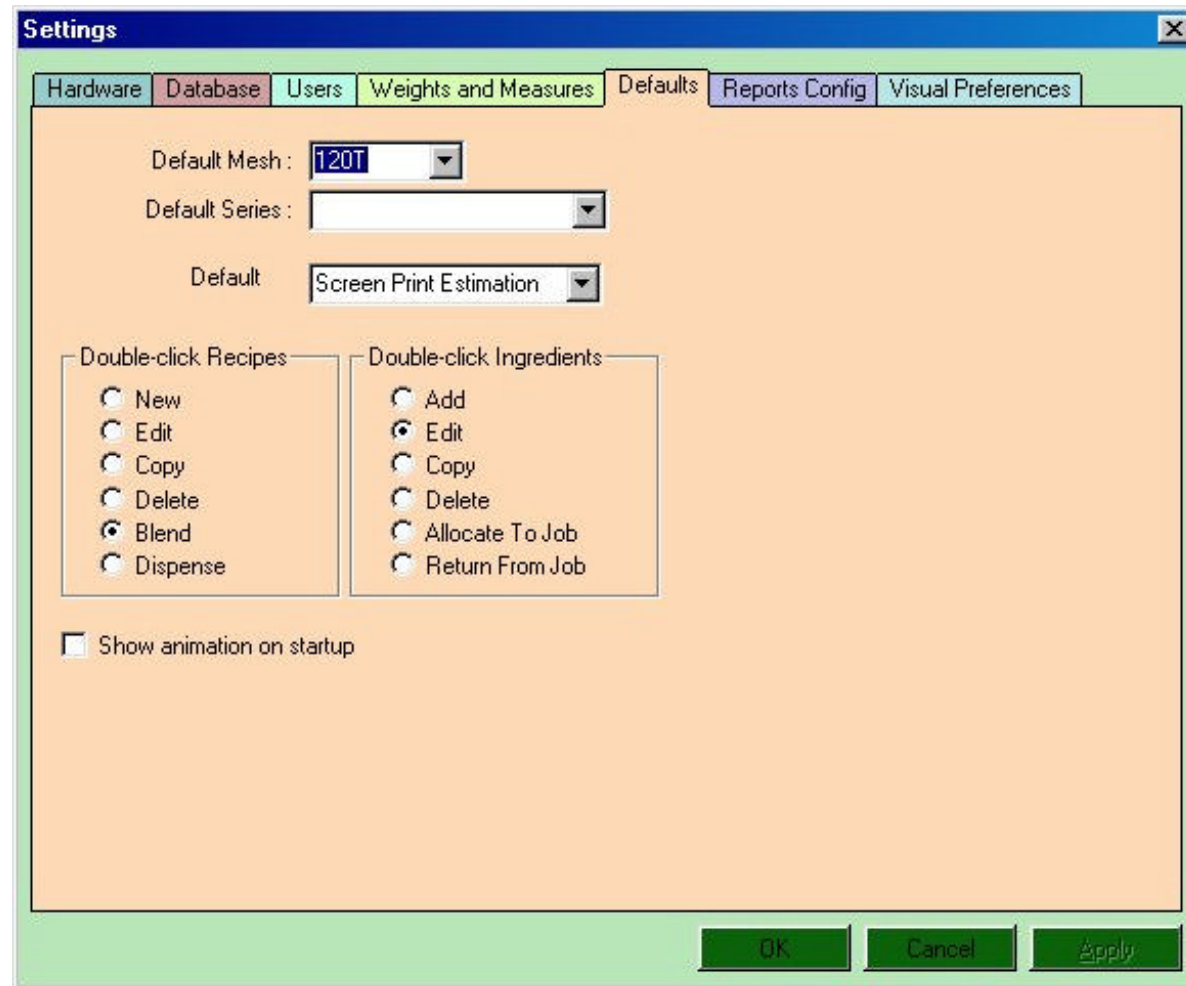 Settings
Hardware Database Users Weights and Measures Defaults Reports Config Visual Preferences
Default Mesh : 120T
Default Series :
Default Screen Print Estimation
Double-click Recipes Double-click Ingredients
New Add
Edit Edit
Copy Copy
Delete Delete
Blend Allocate To Job
Dispense Return From Job
Show animation on startup
OK Cancel Apply